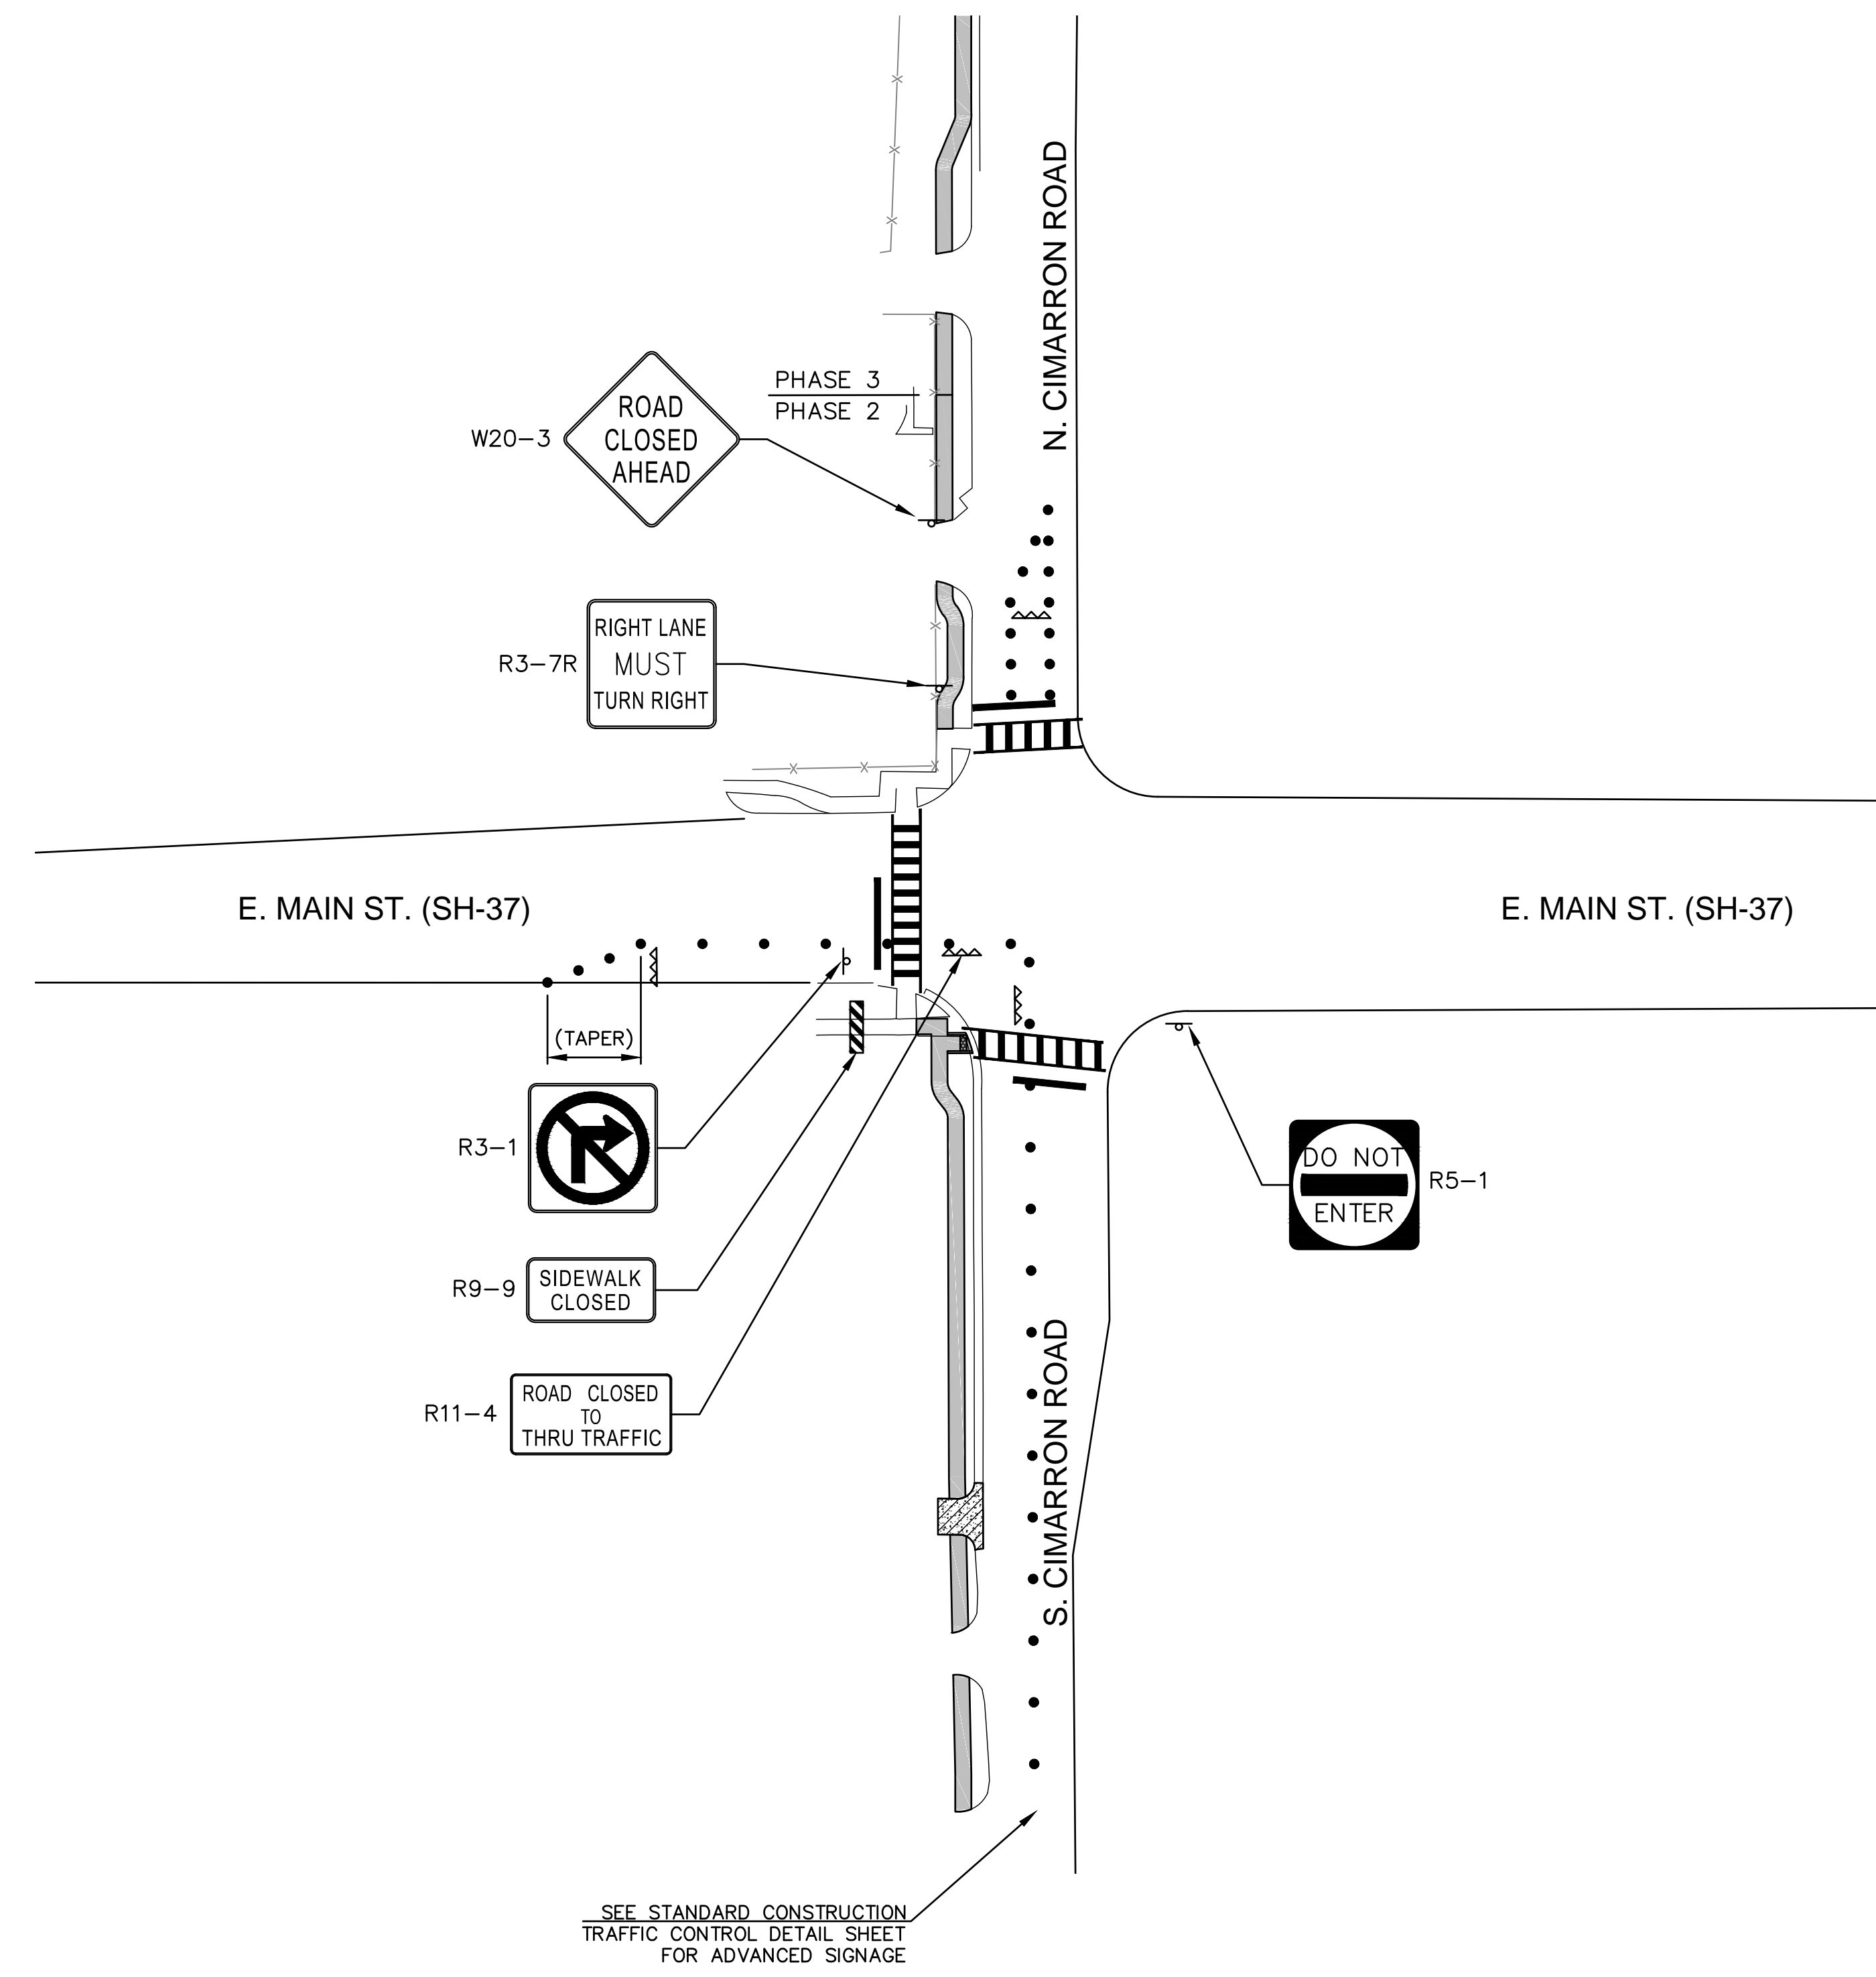 N. CIMARRON ROAD
PHASE 3
PHASE 2
W20-3
ROAD
CLOSED
AHEAD
R3-7R
RIGHT LANE
MUST
TURN RIGHT
E. MAIN ST. (SH-37)
E. MAIN ST. (SH-37)
(TAPER)
R3-1
DO NOT
ENTER
R5-1
R9-9
SIDEWALK
CLOSED
R11-4
ROAD CLOSED
TO
THRU TRAFFIC
S. CIMARRON ROAD
SEE STANDARD CONSTRUCTION
TRAFFIC CONTROL DETAIL SHEET
FOR ADVANCED SIGNAGE